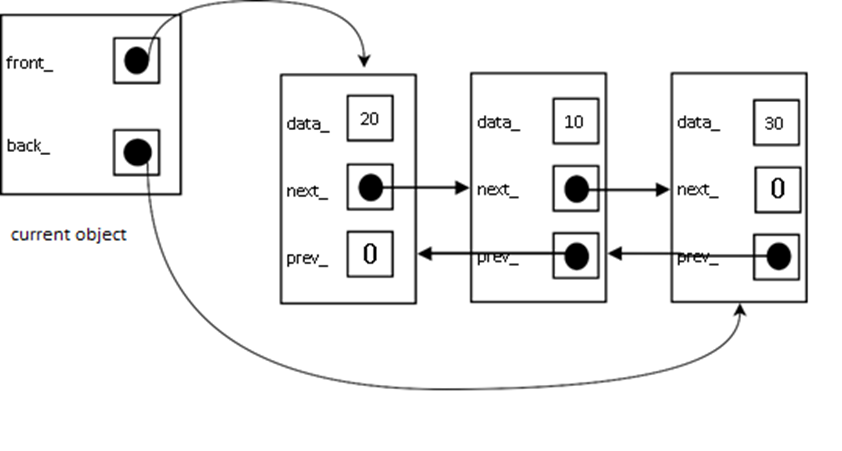 front_
back_
current object
data_ 20
next_
prev_ 0
data_ 10
next_
prev_
data_ 30
next_ 0
prev_